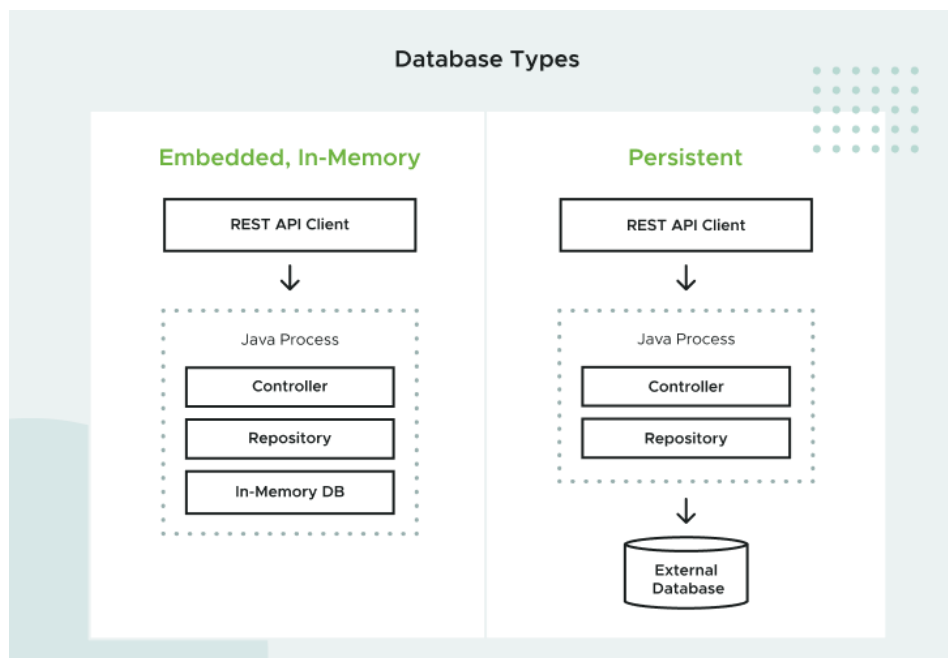 Database Types
Embedded, In-Memory
REST API Client
Java Process
Controller
Repository
In-Memory DB
Persistent
REST API Client
Java Process
Controller
Repository
External
Database